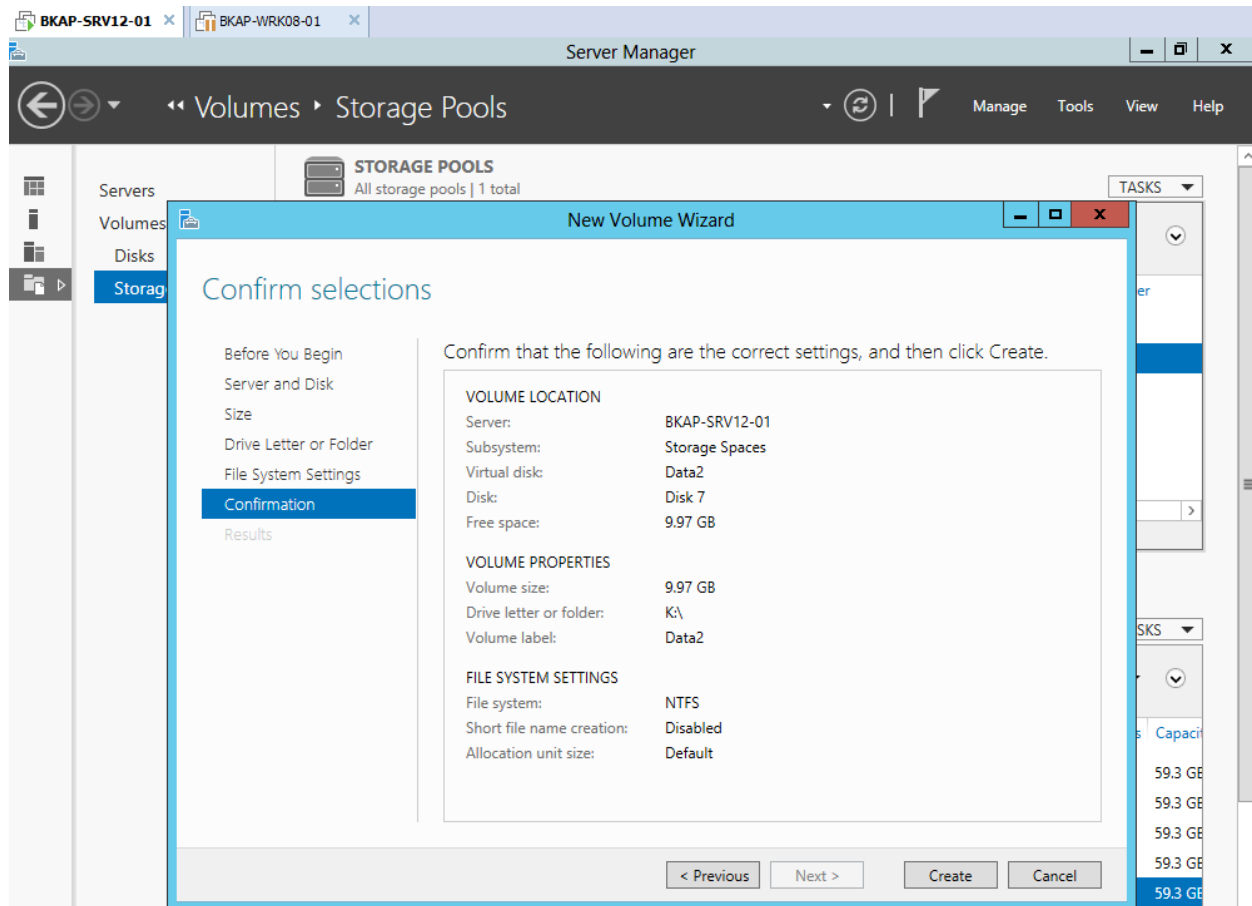 BKAP-SRV12-01 × BKAP-WRK08-01 ×
Server Manager
Volumes Storage Pools Manage Tools View Help
STORAGE POOLS
All storage pools | 1 total
TASKS
Servers
Volumes
Disks
Storag
er
New Volume Wizard
Confirm selections
Before You Begin
Server and Disk
Size
Drive Letter or Folder
File System Settings
Confirmation
Results
Confirm that the following are the correct settings, and then click Create.
VOLUME LOCATION
Server: BKAP-SRV12-01
Subsystem: Storage Spaces
Virtual disk: Data2
Disk: Disk 7
Free space: 9.97 GB
VOLUME PROPERTIES
Volume size: 9.97 GB
Drive letter or folder: K:\
Volume label: Data2
FILE SYSTEM SETTINGS
File system: NTFS
Short file name creation: Disabled
Allocation unit size: Default
< Previous Next > Create Cancel
SKS
s Capacit
59.3 GB
59.3 GB
59.3 GB
59.3 GB
59.3 GB